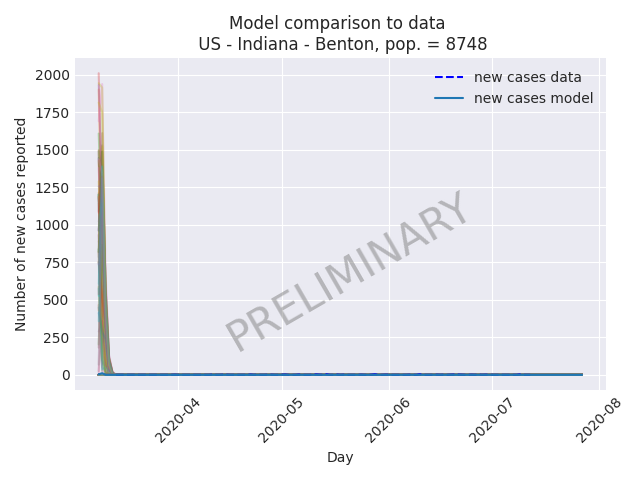 Model comparison to data
US - Indiana - Benton, pop. = 8748
new cases data
new cases model
Number of new cases reported
2000
1750
1500
1250
1000
750
500
250
0
PRELIMINARY
2020-04
2020-05
2020-06
2020-07
2020-08
Day